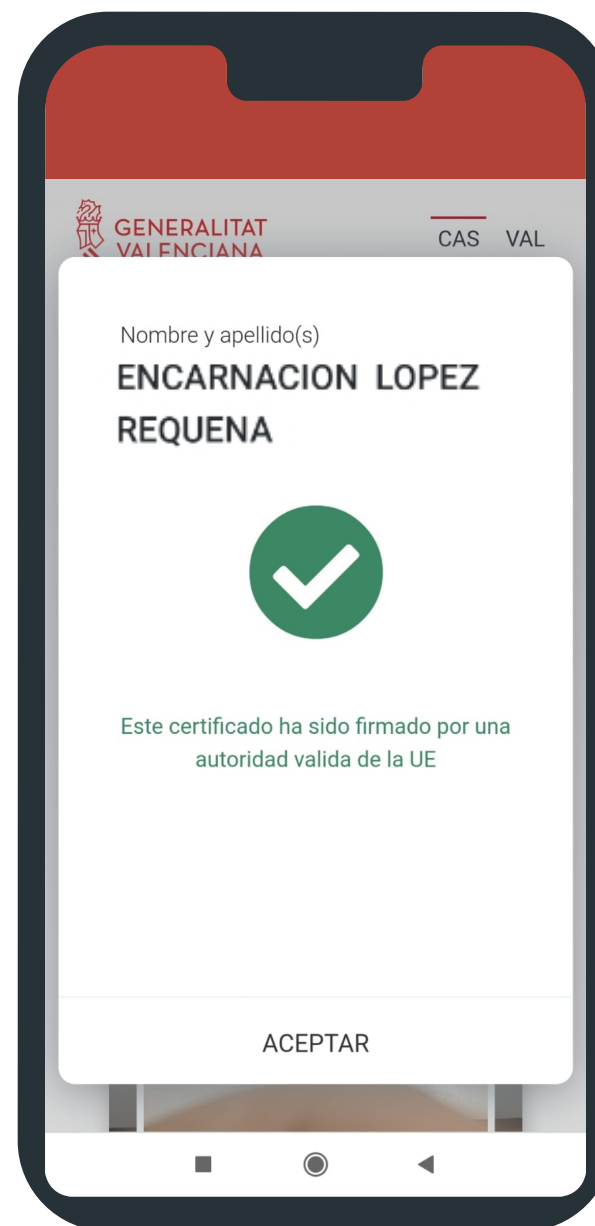 GENERALITAT
VALENCIANA
CAS VAL
Nombre y apellido(s)
ENCARNACION LOPEZ
REQUENA
Este certificado ha sido firmado por una
autoridad valida de la UE
ACEPTAR